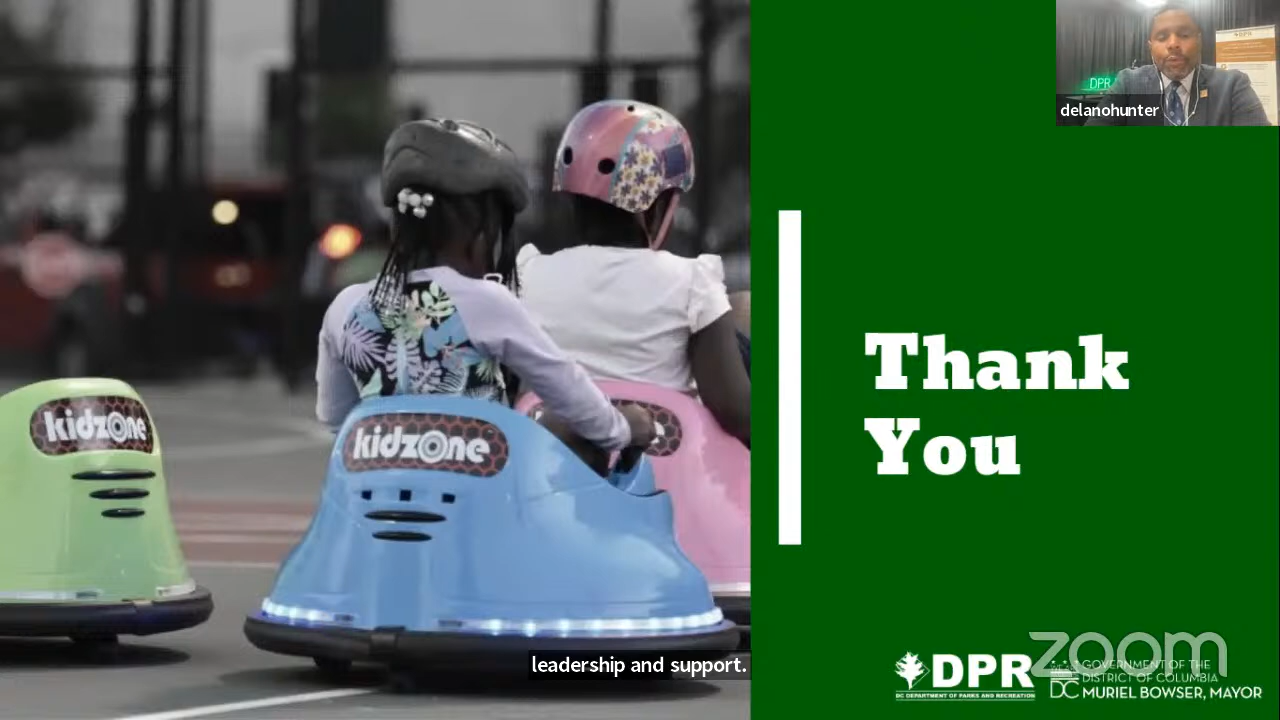 DPR
delanohunter
Thank
You
kidzone
kidzone
leadership and support.
zoom
DPR
DC DEPARTMENT OF PARKS AND RECREATION
DC
GOVERNMENT OF THE
DISTRICT OF COLUMBIA
MURIEL BOWSER, MAYOR